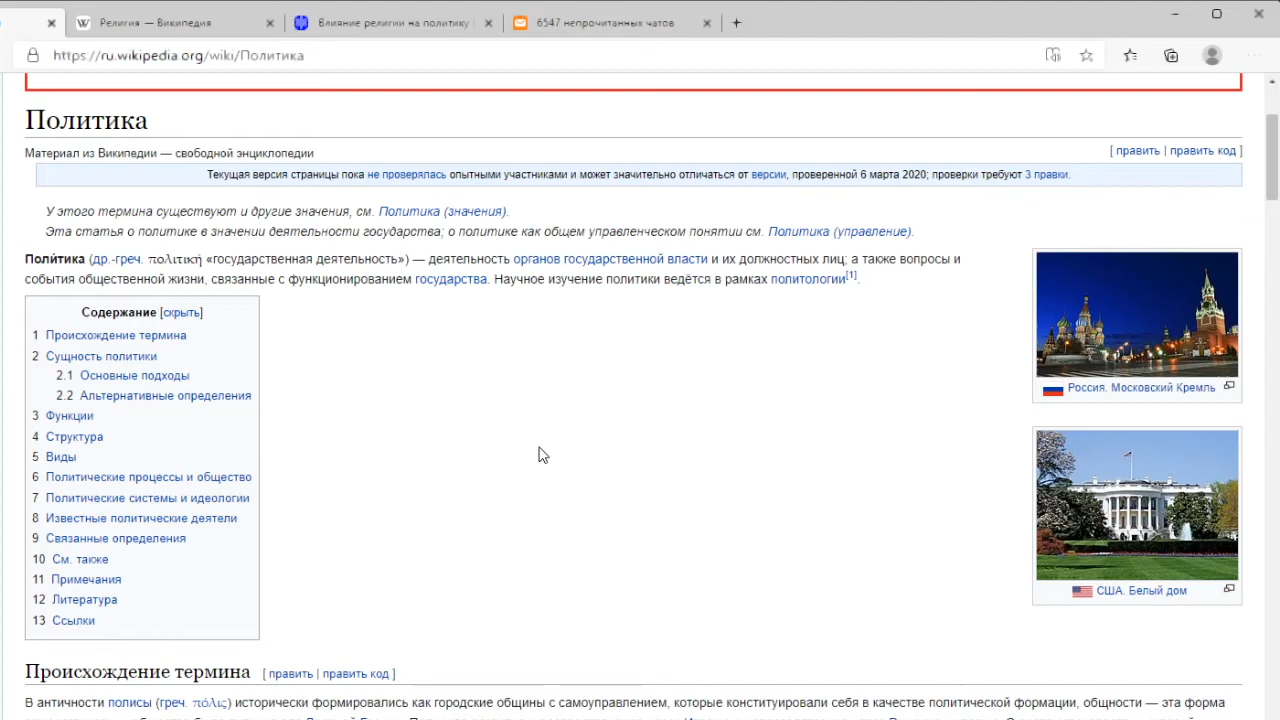 Религия — Википедия
Влияние религии на политику
6547 непрочитанных чатов
https://ru.wikipedia.org/wiki/Политика
Политика
Материал из Википедии — свободной энциклопедии
[ править | править код ]
Текущая версия страницы пока не проверялась опытными участниками и может значительно отличаться от версии, проверенной 6 марта 2020; проверки требуют 3 правки.
У этого термина существуют и другие значения, см. Политика (значения).
Эта статья о политике в значении деятельности государства; о политике как общем управленческом понятии см. Политика (управление).
Поли́тика (др.-греч. πολιτική «государственная деятельность») — деятельность органов государственной власти и их должностных лиц; а также вопросы и
события общественной жизни, связанные с функционированием государства. Научное изучение политики ведётся в рамках политологии[1].
Содержание [скрыть]
1 Происхождение термина
2 Сущность политики
2.1 Основные подходы
2.2 Альтернативные определения
3 Функции
4 Структура
5 Виды
6 Политические процессы и общество
7 Политические системы и идеологии
8 Известные политические деятели
9 Связанные определения
10 См. также
11 Примечания
12 Литература
13 Ссылки
Россия. Московский Кремль
США. Белый дом
Происхождение термина [ править | править код ]
В античности полисы (греч. πόλις) исторически формировались как городские общины с самоуправлением, которые конституировали себя в качестве политической формации, общности — эта форма